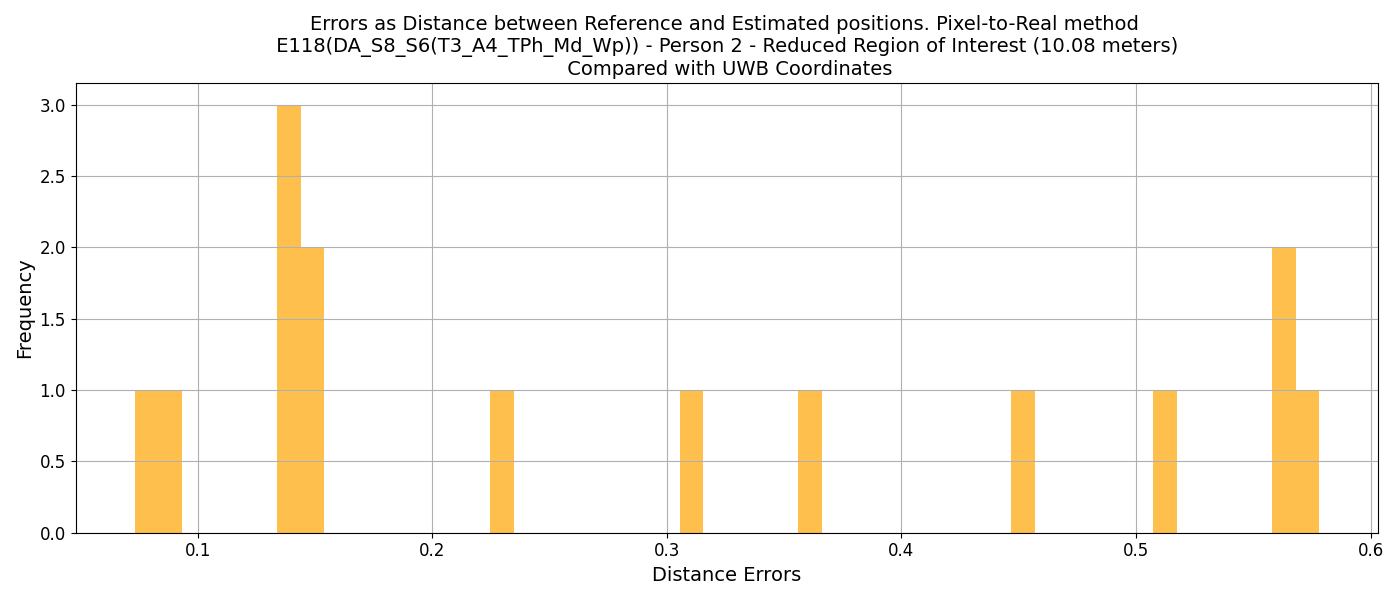 Errors as Distance between Reference and Estimated positions. Pixel-to-Real method
E118(DA_S8_S6(T3_A4_TPh_Md_Wp)) - Person 2 - Reduced Region of Interest (10.08 meters)
Compared with UWB Coordinates
Frequency
3.0
2.5
2.0
1.5
1.0
0.5
0.0
0.1 0.2 0.3 0.4 0.5 0.6
Distance Errors